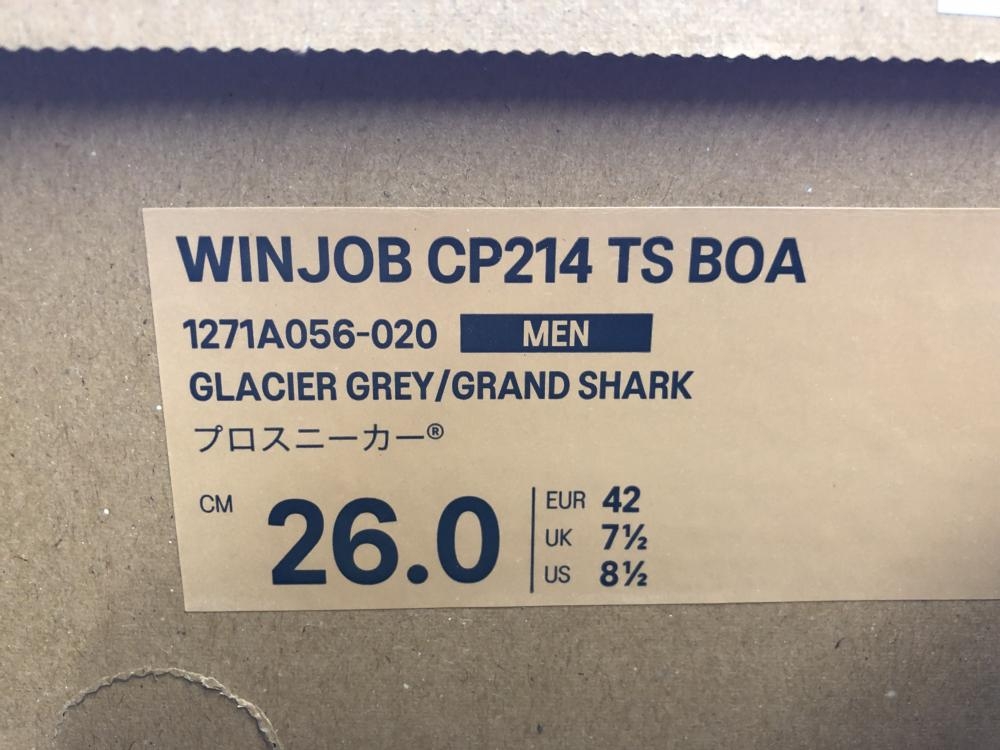 WINJOB CP214 TS BOA
1271A056-020 MEN
GLACIER GREY/GRAND SHARK
プロスニーカー®
CM 26.0
EUR 42
UK 7½
US 8½